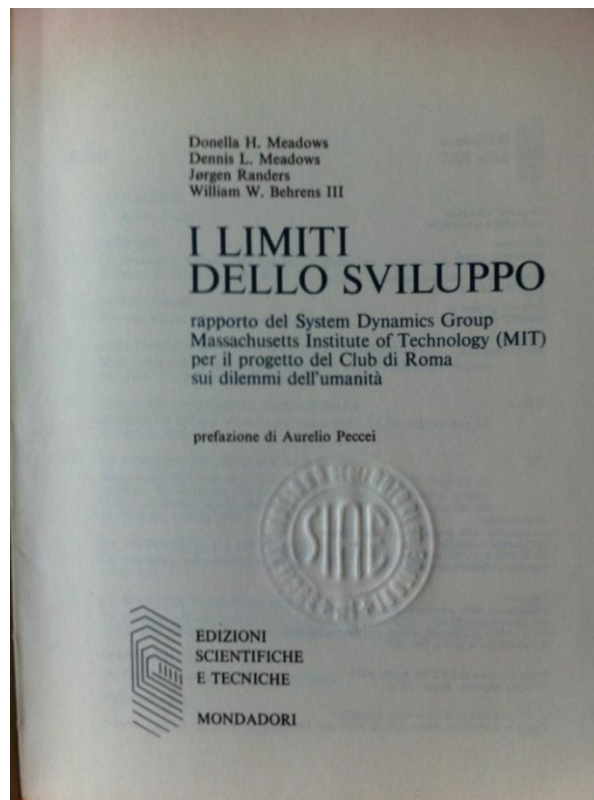 Donella H. Meadows
Dennis L. Meadows
Jørgen Randers
William W. Behrens III
I LIMITI
DELLO SVILUPPO
rapporto del System Dynamics Group
Massachusetts Institute of Technology (MIT)
per il progetto del Club di Roma
sui dilemmi dell'umanità
prefazione di Aurelio Peccei
EDIZIONI
SCIENTIFICHE
E TECNICHE
MONDADORI